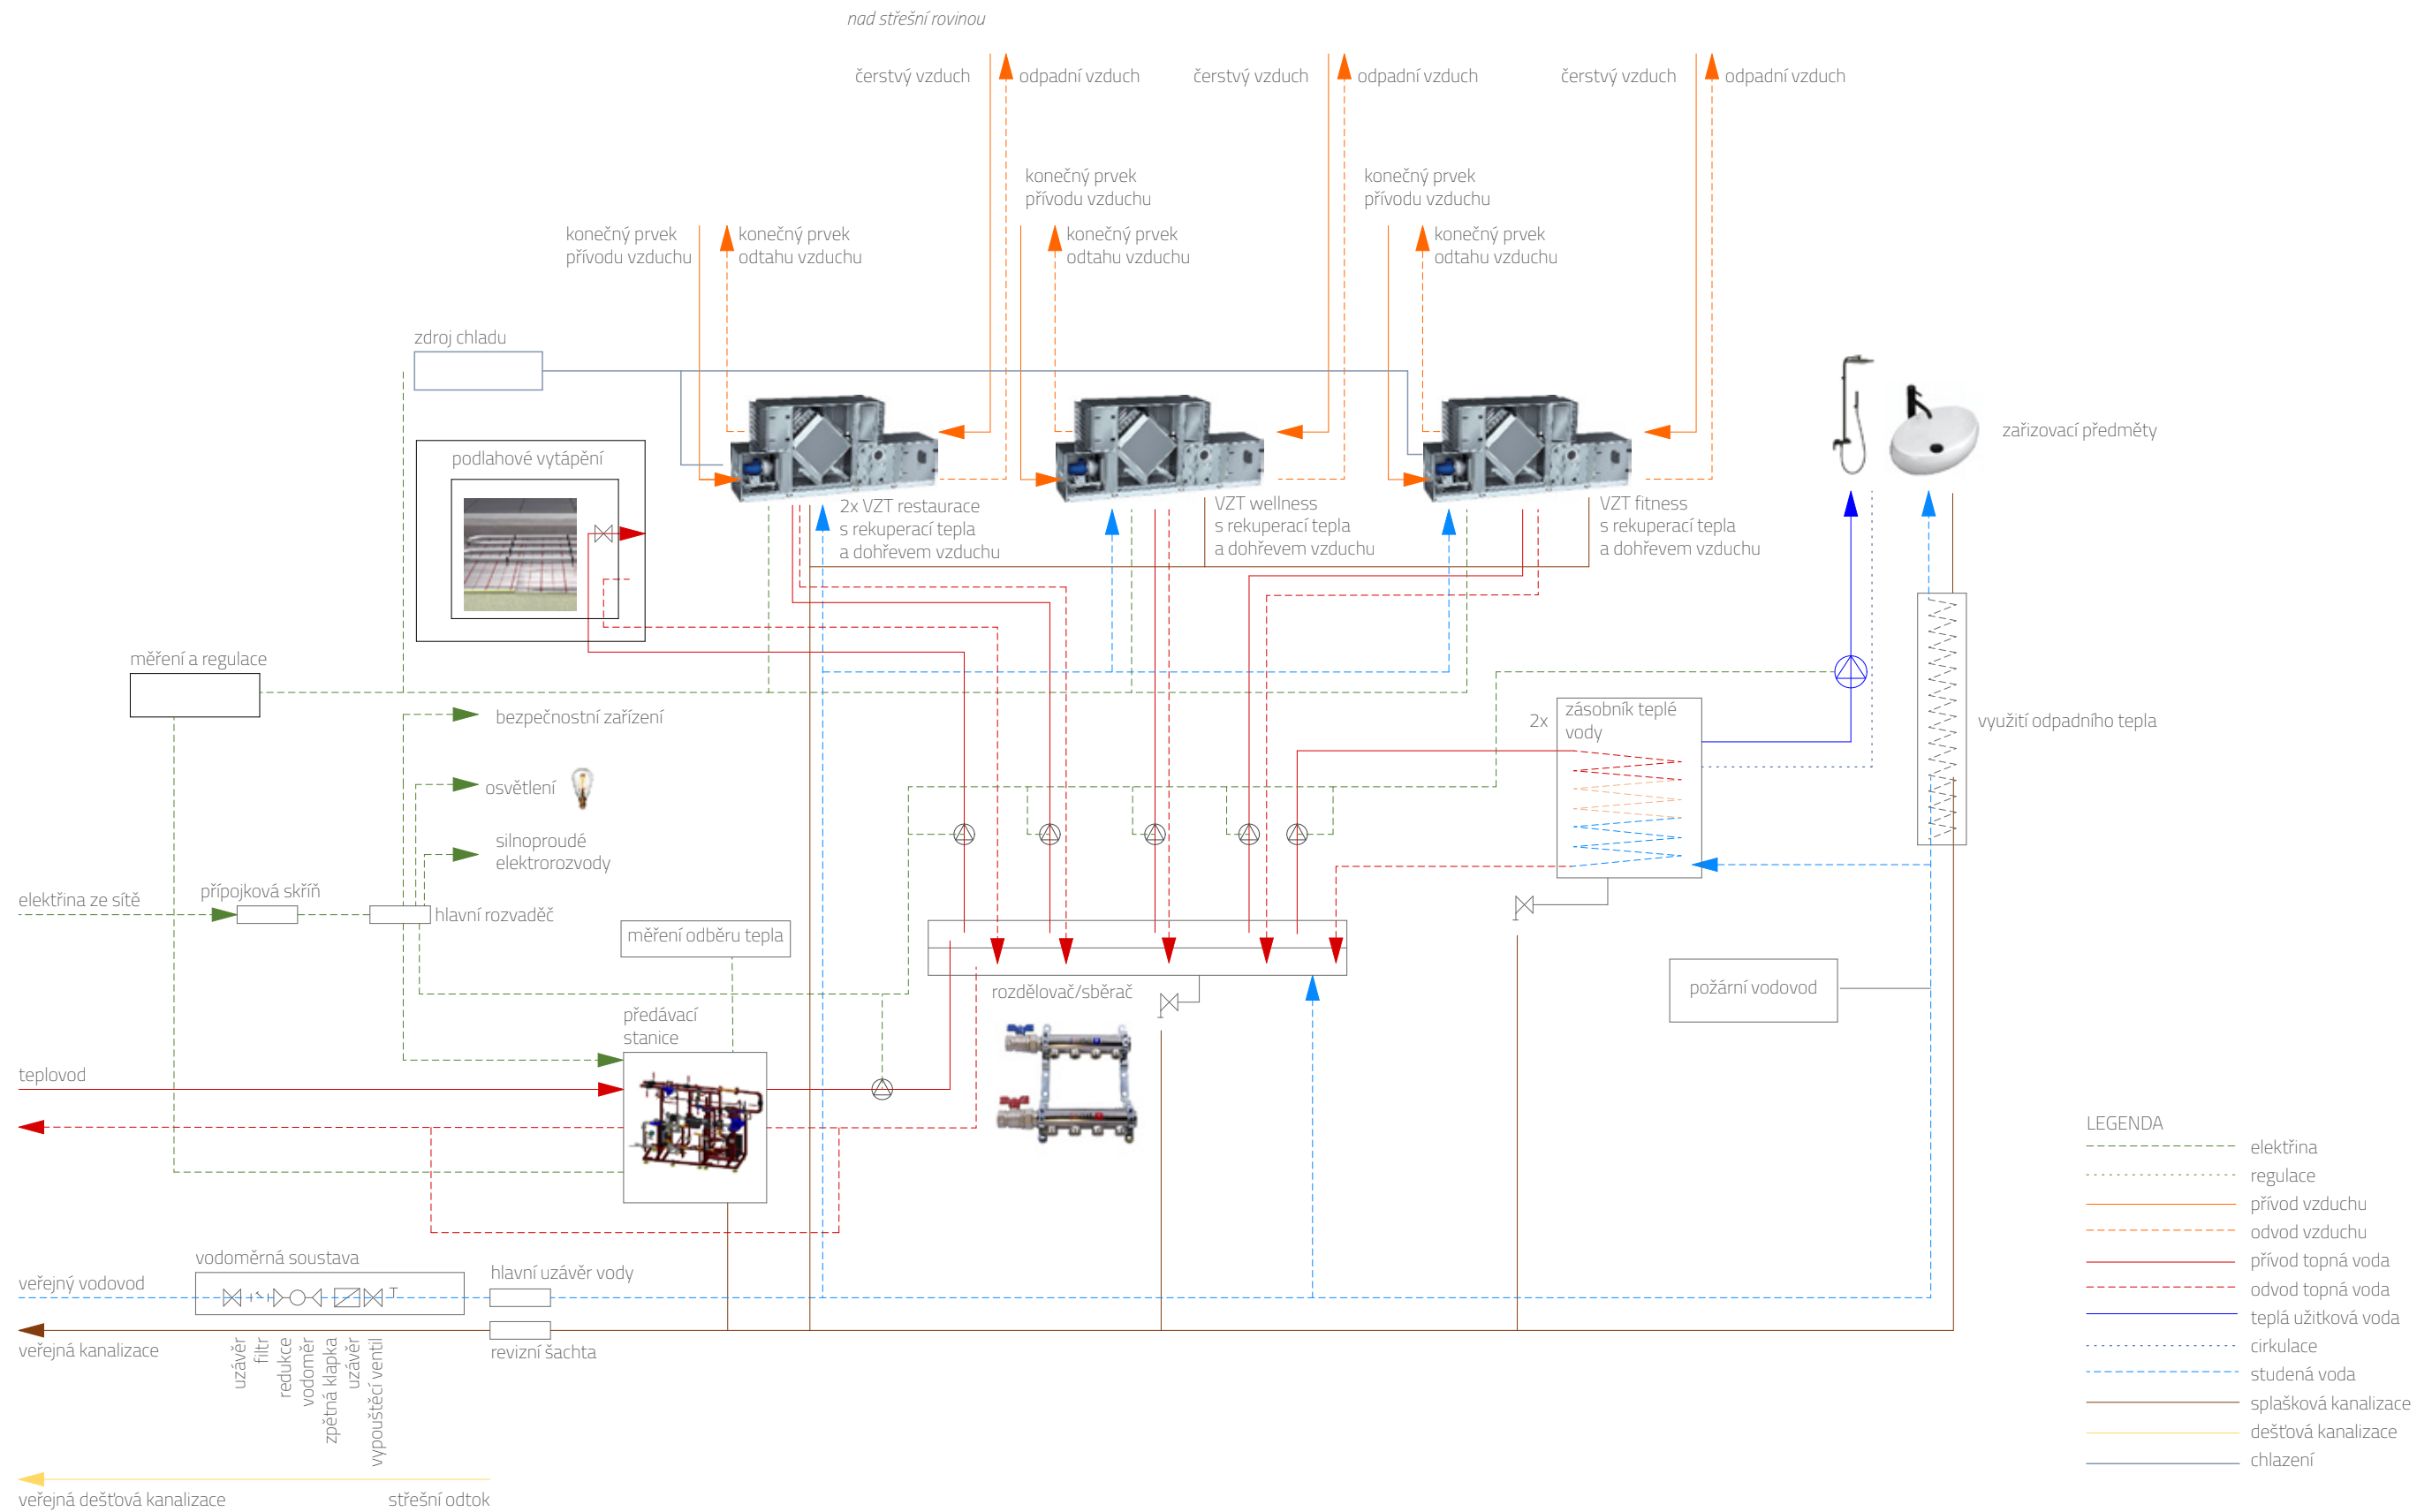 nad střešní rovinou
čerstvý vzduch
odpadní vzduch
čerstvý vzduch
odpadní vzduch
čerstvý vzduch
odpadní vzduch
konečný prvek
přívodu vzduchu
konečný prvek
přívodu vzduchu
konečný prvek
přívodu vzduchu
konečný prvek
odtahu vzduchu
konečný prvek
odtahu vzduchu
konečný prvek
odtahu vzduchu
zdroj chladu
zařizovací předměty
podlahové vytápění
2x VZT restaurace
s rekuperací tepla
a dohřevem vzduchu
VZT wellness
s rekuperací tepla
a dohřevem vzduchu
VZT fitness
s rekuperací tepla
a dohřevem vzduchu
měření a regulace
bezpečnostní zařízení
2x
zásobník teplé
vody
využití odpadního tepla
osvětlení
silnoproudé
elektrorozvody
elektřina ze sítě
přípojková skříň
hlavní rozvaděč
měření odběru tepla
rozdělovač/sběrač
požární vodovod
předávací
stanice
teplovod
vodoměrná soustava
veřejný vodovod
hlavní uzávěr vody
veřejná kanalizace
revizní šachta
uzávěr
filtr
redukce
vodoměr
zpětná klapka
uzávěr
vypouštěcí ventil
veřejná dešťová kanalizace
střešní odtok
LEGENDA
elektřina
regulace
přívod vzduchu
odvod vzduchu
přívod topná voda
odvod topná voda
teplá užitková voda
cirkulace
studená voda
splašková kanalizace
dešťová kanalizace
chlazení